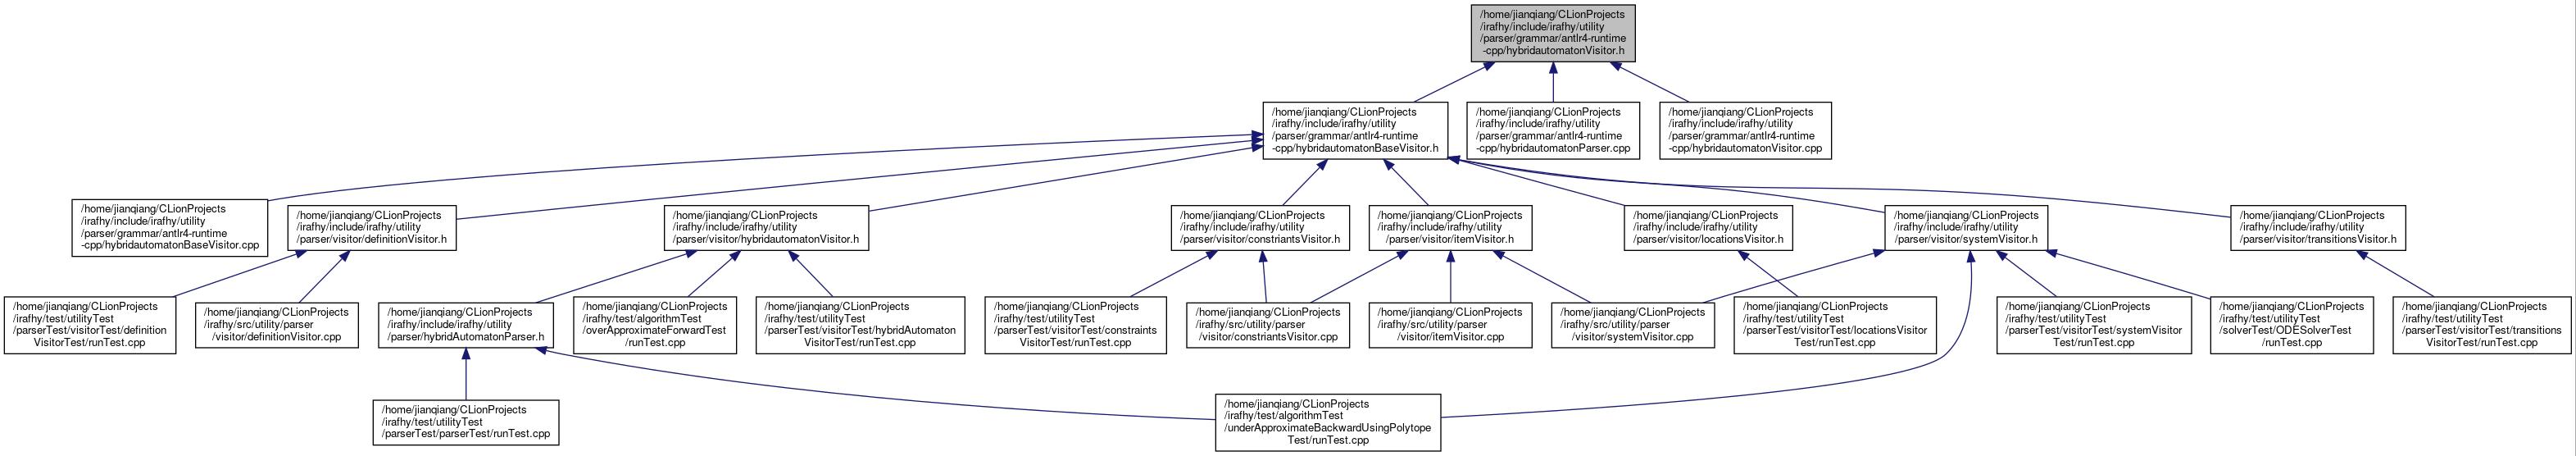 /home/jianqiang/CLionProjects
/irafhy/include/irafhy/utility
/parser/grammar/antlr4-runtime
-cpp/hybridautomatonVisitor.h
/home/jianqiang/CLionProjects
/irafhy/include/irafhy/utility
/parser/grammar/antlr4-runtime
-cpp/hybridautomatonBaseVisitor.h
/home/jianqiang/CLionProjects
/irafhy/include/irafhy/utility
/parser/grammar/antlr4-runtime
-cpp/hybridautomatonParser.cpp
/home/jianqiang/CLionProjects
/irafhy/include/irafhy/utility
/parser/grammar/antlr4-runtime
-cpp/hybridautomatonVisitor.cpp
/home/jianqiang/CLionProjects
/irafhy/include/irafhy/utility
/parser/grammar/antlr4-runtime
-cpp/hybridautomatonBaseVisitor.cpp
/home/jianqiang/CLionProjects
/irafhy/include/irafhy/utility
/parser/visitor/definitionVisitor.h
/home/jianqiang/CLionProjects
/irafhy/include/irafhy/utility
/parser/visitor/hybridautomatonVisitor.h
/home/jianqiang/CLionProjects
/irafhy/include/irafhy/utility
/parser/visitor/constriantsVisitor.h
/home/jianqiang/CLionProjects
/irafhy/include/irafhy/utility
/parser/visitor/itemVisitor.h
/home/jianqiang/CLionProjects
/irafhy/include/irafhy/utility
/parser/visitor/locationsVisitor.h
/home/jianqiang/CLionProjects
/irafhy/include/irafhy/utility
/parser/visitor/systemVisitor.h
/home/jianqiang/CLionProjects
/irafhy/include/irafhy/utility
/parser/visitor/transitionsVisitor.h
/home/jianqiang/CLionProjects
/irafhy/test/utilityTest
/parserTest/visitorTest/definition
VisitorTest/runTest.cpp
/home/jianqiang/CLionProjects
/irafhy/src/utility/parser
/visitor/definitionVisitor.cpp
/home/jianqiang/CLionProjects
/irafhy/include/irafhy/utility
/parser/hybridAutomatonParser.h
/home/jianqiang/CLionProjects
/irafhy/test/algorithmTest
/overApproximateForwardTest
/runTest.cpp
/home/jianqiang/CLionProjects
/irafhy/test/utilityTest
/parserTest/visitorTest/hybridAutomaton
VisitorTest/runTest.cpp
/home/jianqiang/CLionProjects
/irafhy/test/utilityTest
/parserTest/visitorTest/constraints
VisitorTest/runTest.cpp
/home/jianqiang/CLionProjects
/irafhy/src/utility/parser
/visitor/constriantsVisitor.cpp
/home/jianqiang/CLionProjects
/irafhy/src/utility/parser
/visitor/itemVisitor.cpp
/home/jianqiang/CLionProjects
/irafhy/src/utility/parser
/visitor/systemVisitor.cpp
/home/jianqiang/CLionProjects
/irafhy/test/utilityTest
/parserTest/visitorTest/locationsVisitor
Test/runTest.cpp
/home/jianqiang/CLionProjects
/irafhy/test/utilityTest
/parserTest/visitorTest/systemVisitor
Test/runTest.cpp
/home/jianqiang/CLionProjects
/irafhy/test/utilityTest
/solverTest/ODESolverTest
/runTest.cpp
/home/jianqiang/CLionProjects
/irafhy/test/utilityTest
/parserTest/visitorTest/transitions
VisitorTest/runTest.cpp
/home/jianqiang/CLionProjects
/irafhy/test/utilityTest
/parserTest/parserTest/runTest.cpp
/home/jianqiang/CLionProjects
/irafhy/test/algorithmTest
/underApproximateBackwardUsingPolytope
Test/runTest.cpp